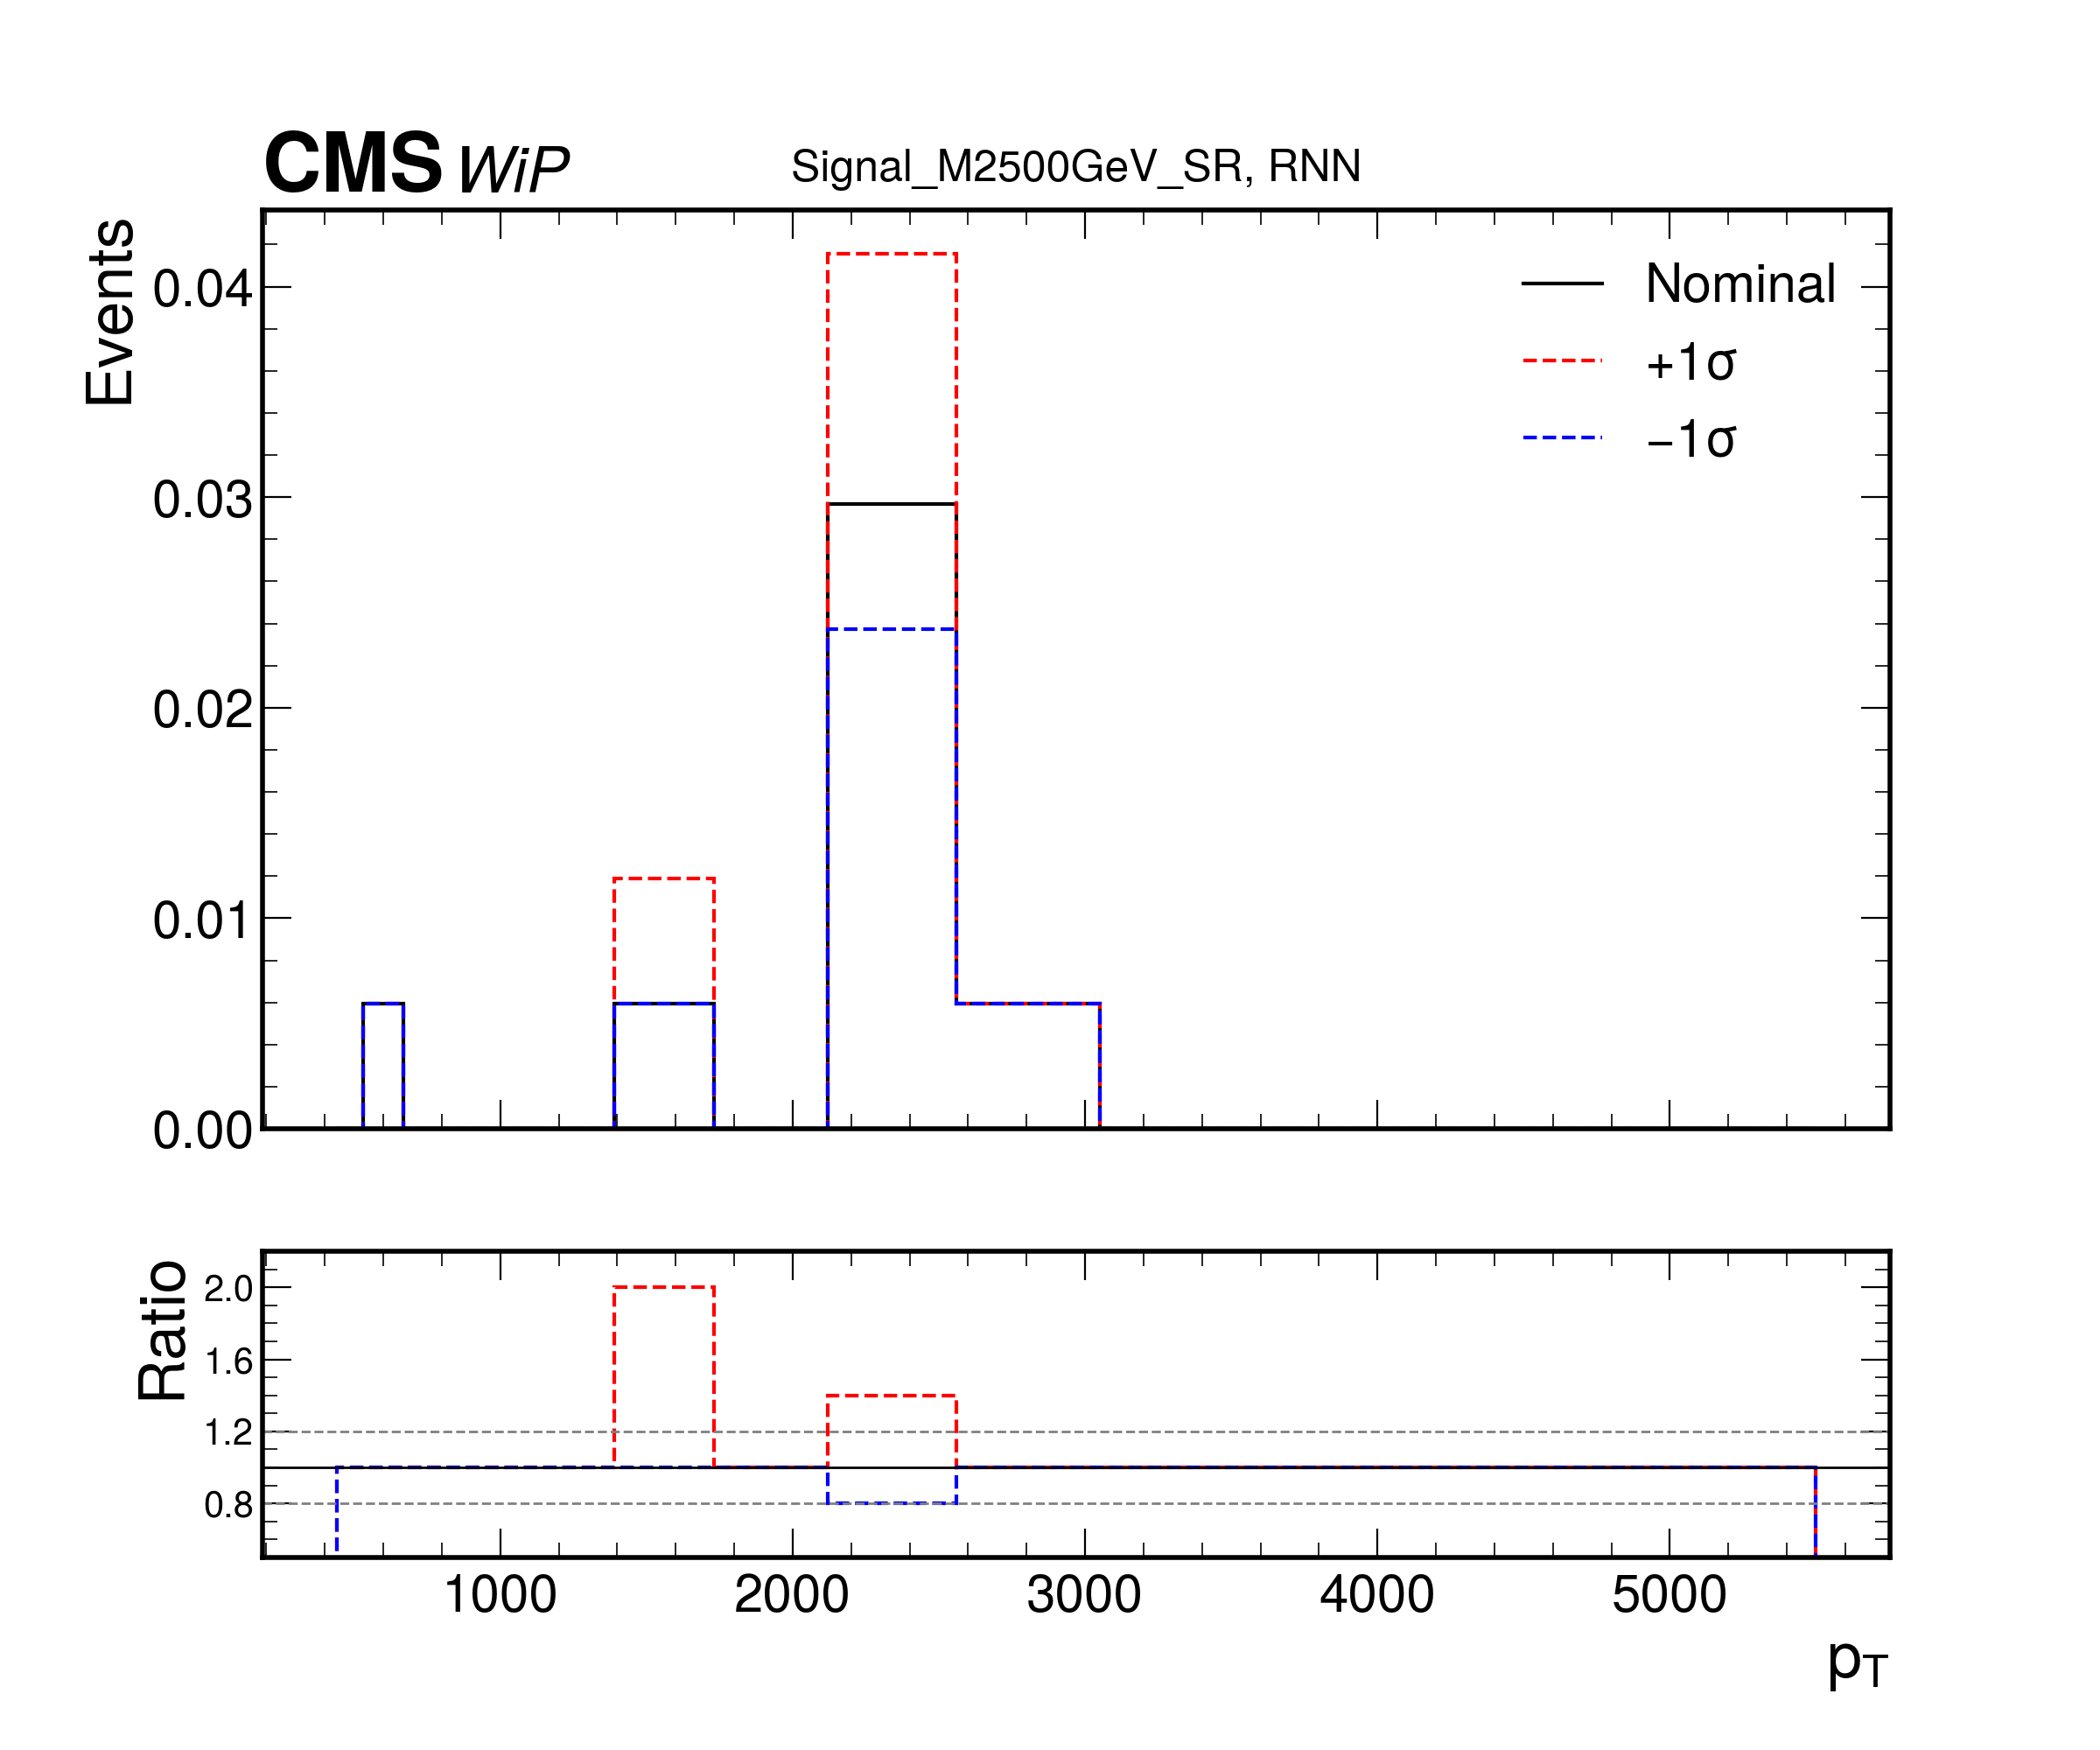 CMS WiP
Signal_M2500GeV_SR, RNN
Events
0.04
0.03
0.02
0.01
0.00
Nominal
+1σ
−1σ
Ratio
2.0
1.6
1.2
0.8
1000 2000 3000 4000 5000
pT